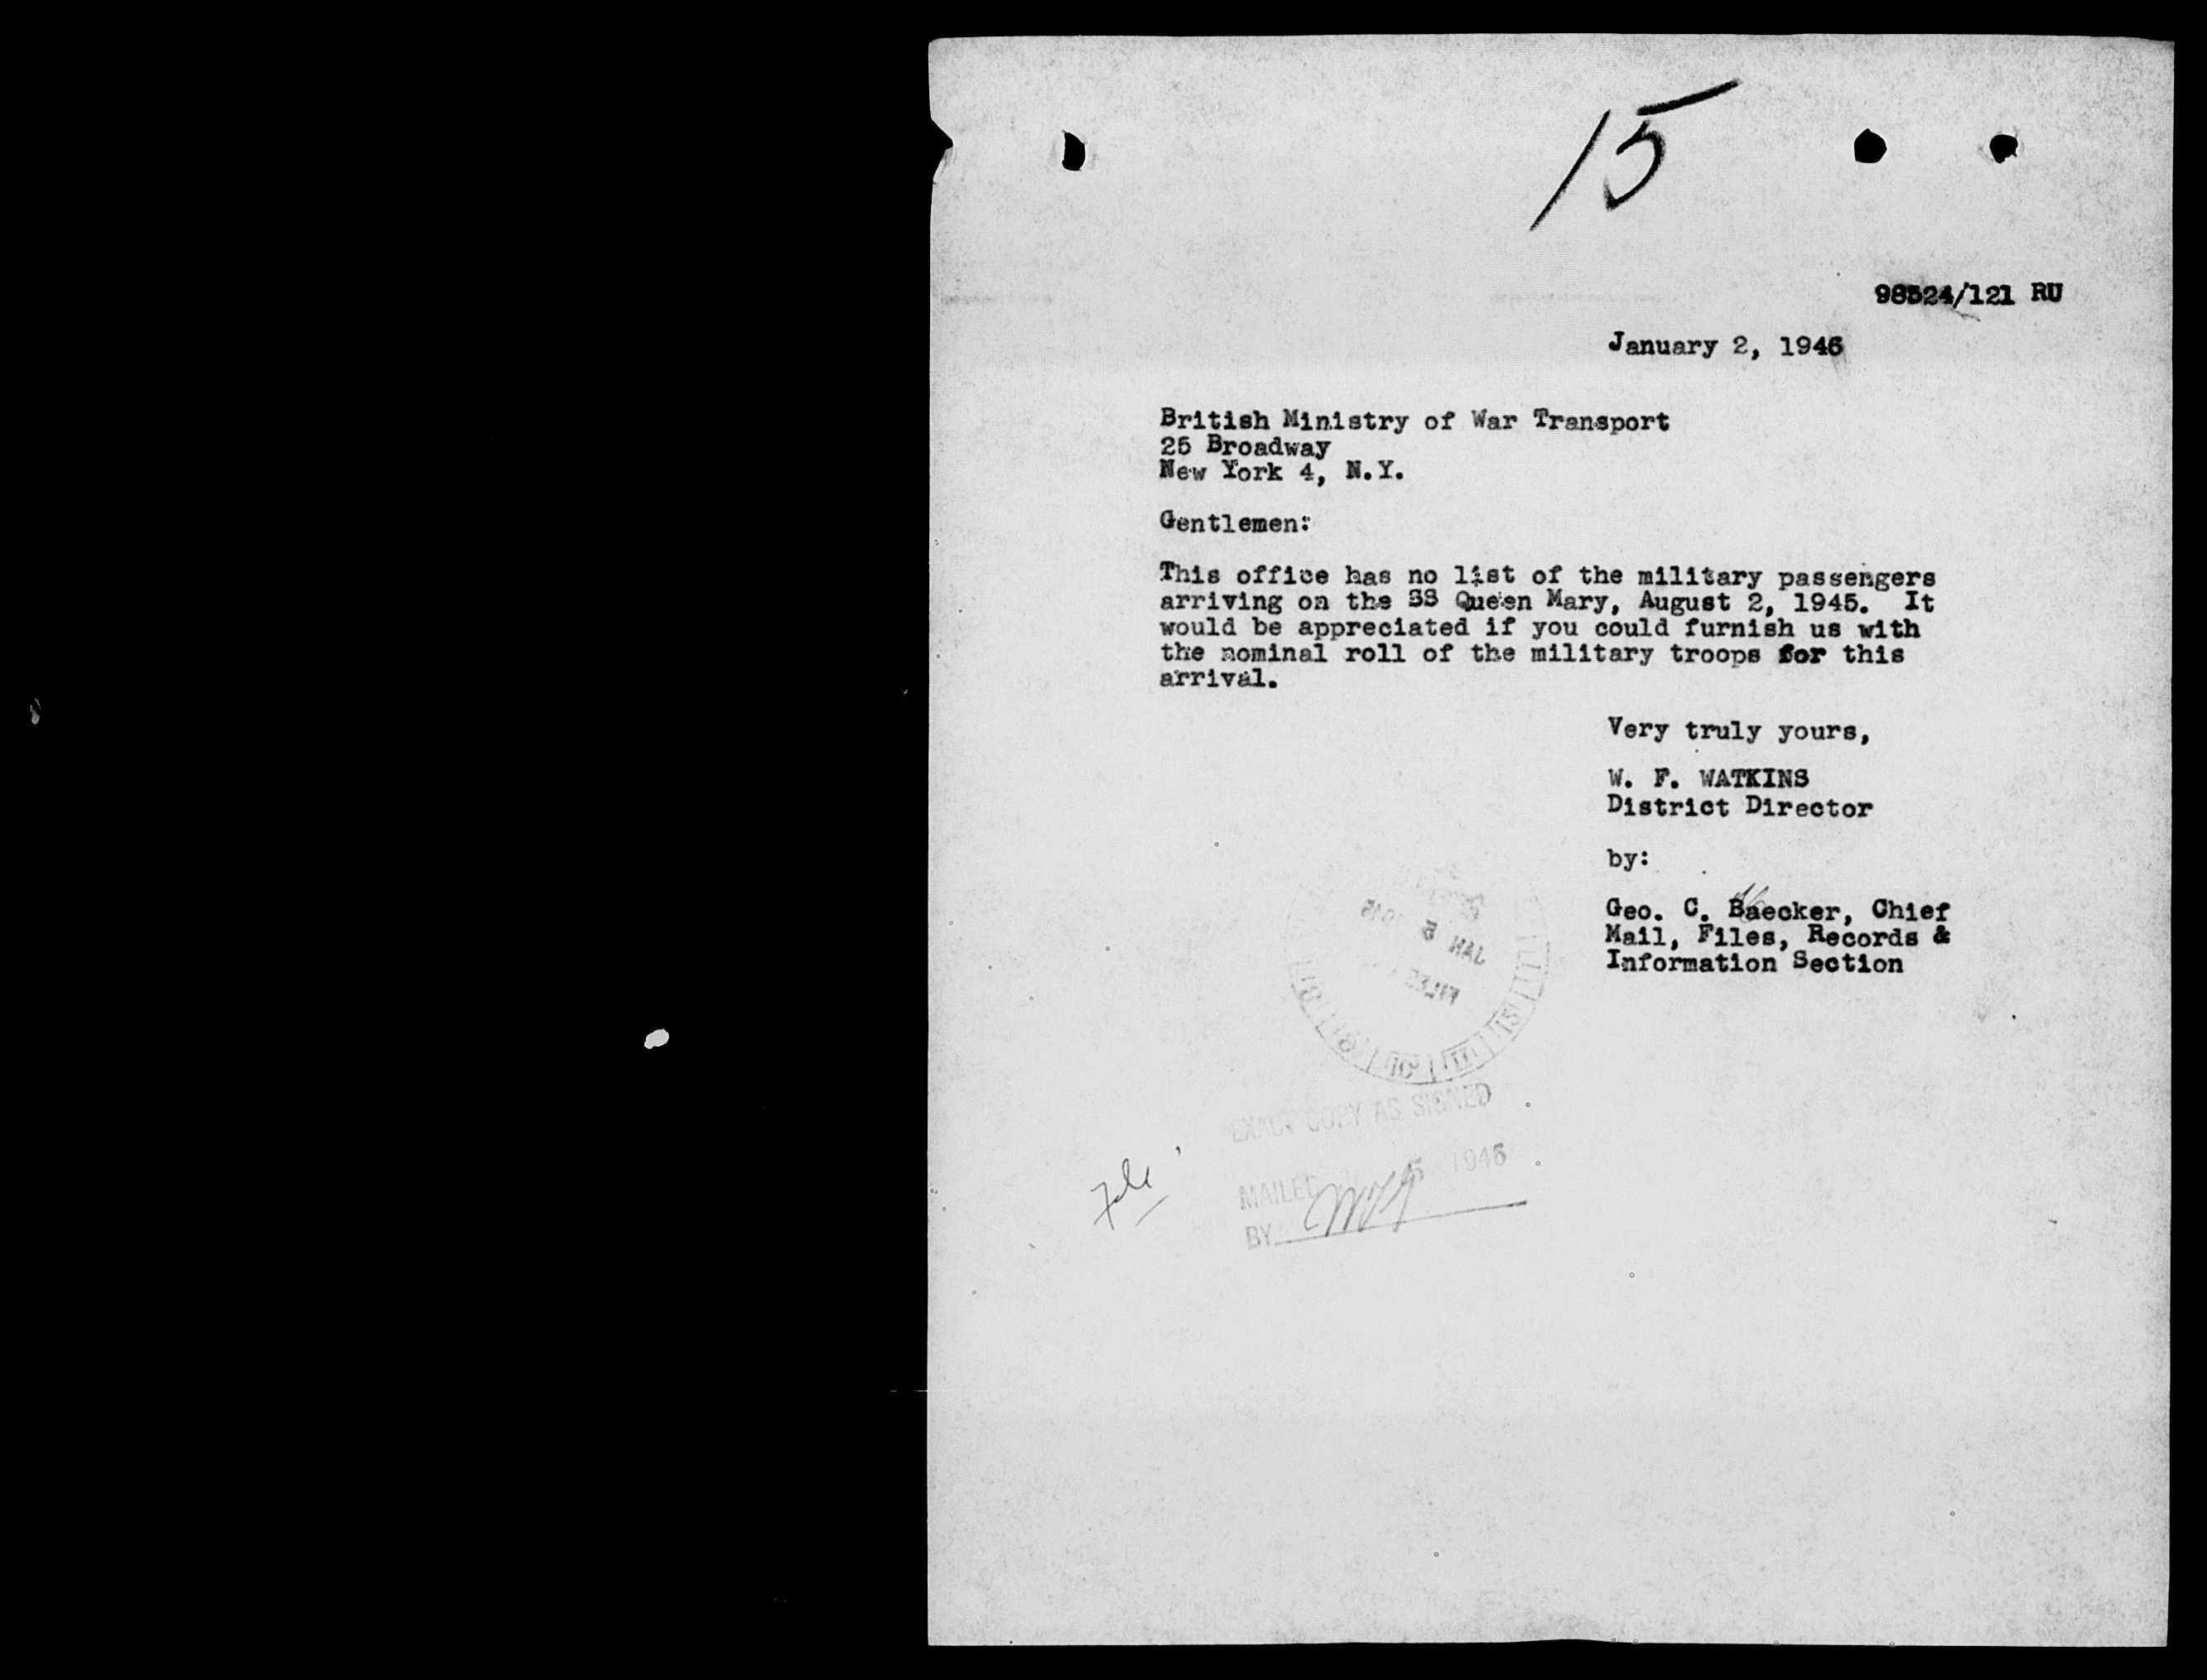 15
98524/121 RU
January 2, 1946
British Ministry of War Transport
25 Broadway
New York 4, N.Y.
Gentlemen:
This office has no list of the military passengers
arriving on the SS Queen Mary, August 2, 1945. It
would be appreciated if you could furnish us with
the nominal roll of the military troops for this
arrival.
Very truly yours,
W. F. WATKINS
District Director
by:
Geo. C. Baecker, Chief
Mail, Files, Records &
Information Section
JAN 5
EXACT COPY AS SIGNED
MAILED 5 1946
BY
File